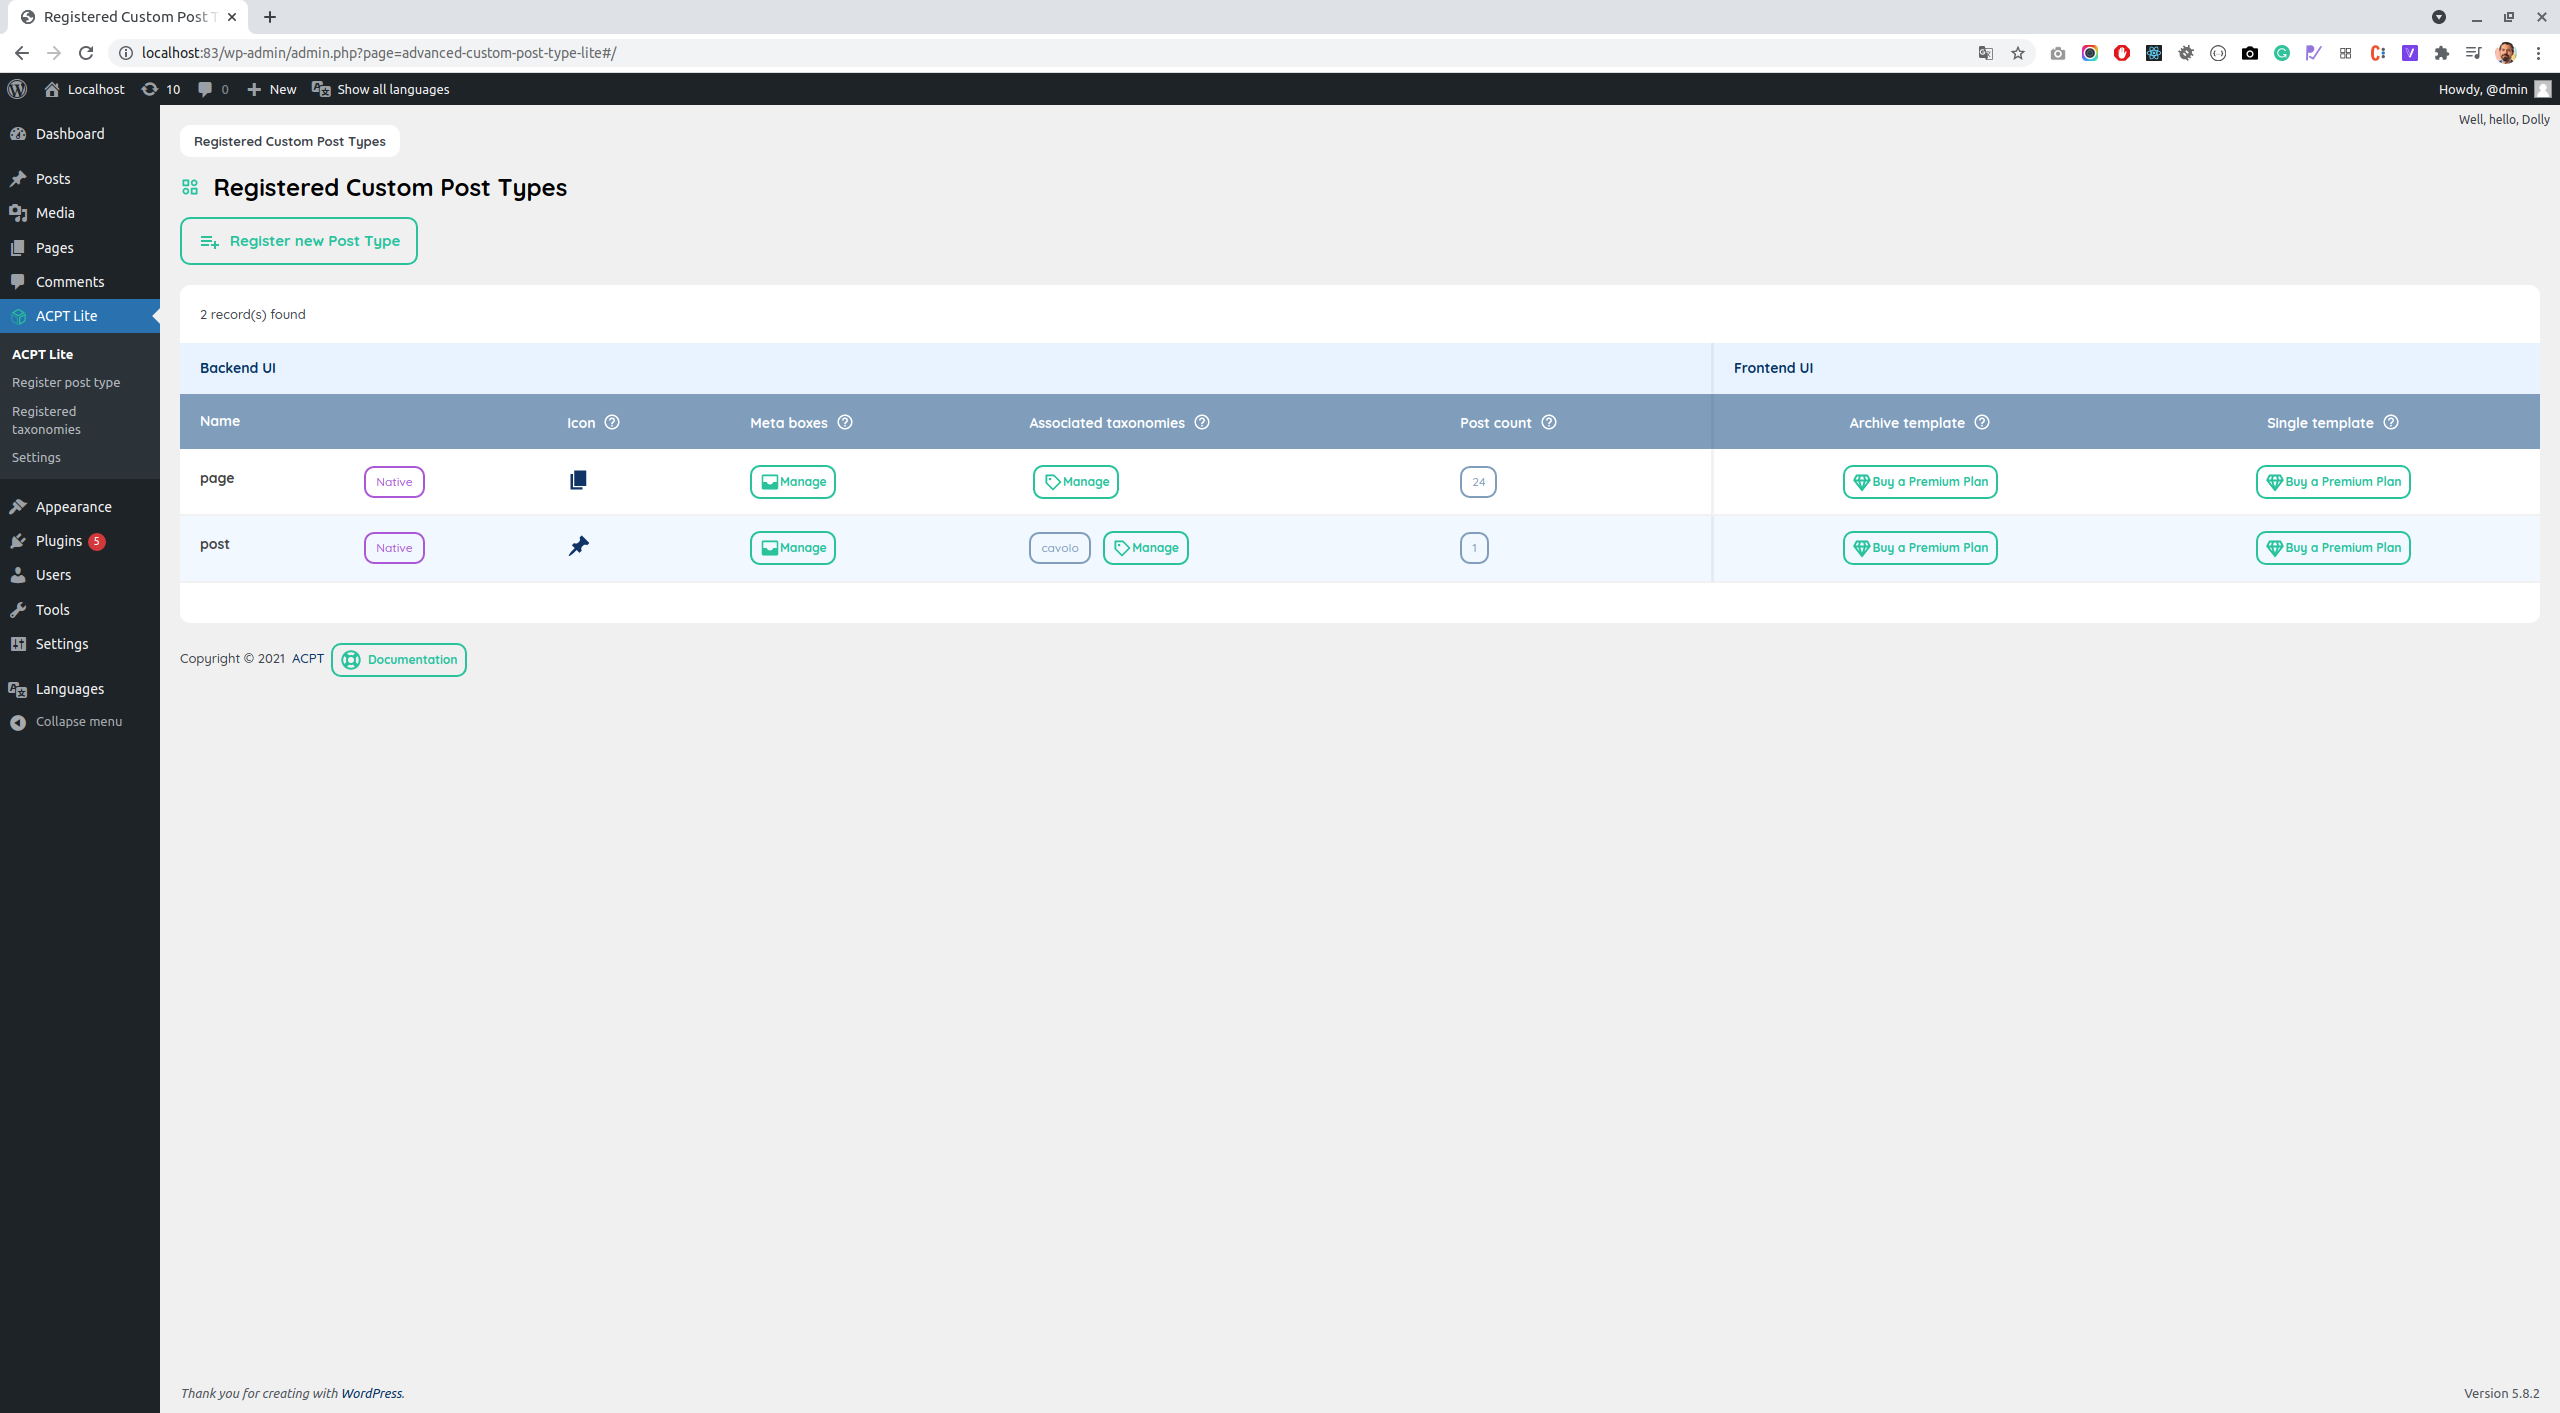 Registered Custom Post T
localhost:83/wp-admin/admin.php?page=advanced-custom-post-type-lite#/
Localhost 10 0 New Show all languages Howdy, @dmin
Well, hello, Dolly
Dashboard
Posts
Media
Pages
Comments
ACPT Lite
ACPT Lite
Register post type
Registered
taxonomies
Settings
Appearance
Plugins 5
Users
Tools
Settings
Languages
Collapse menu
Registered Custom Post Types
Registered Custom Post Types
Register new Post Type
2 record(s) found
Backend UI Frontend UI
Name Icon Meta boxes Associated taxonomies Post count Archive template Single template
page Native Manage Manage 24 Buy a Premium Plan Buy a Premium Plan
post Native Manage cavolo Manage 1 Buy a Premium Plan Buy a Premium Plan
Copyright © 2021 ACPT Documentation
Thank you for creating with WordPress. Version 5.8.2